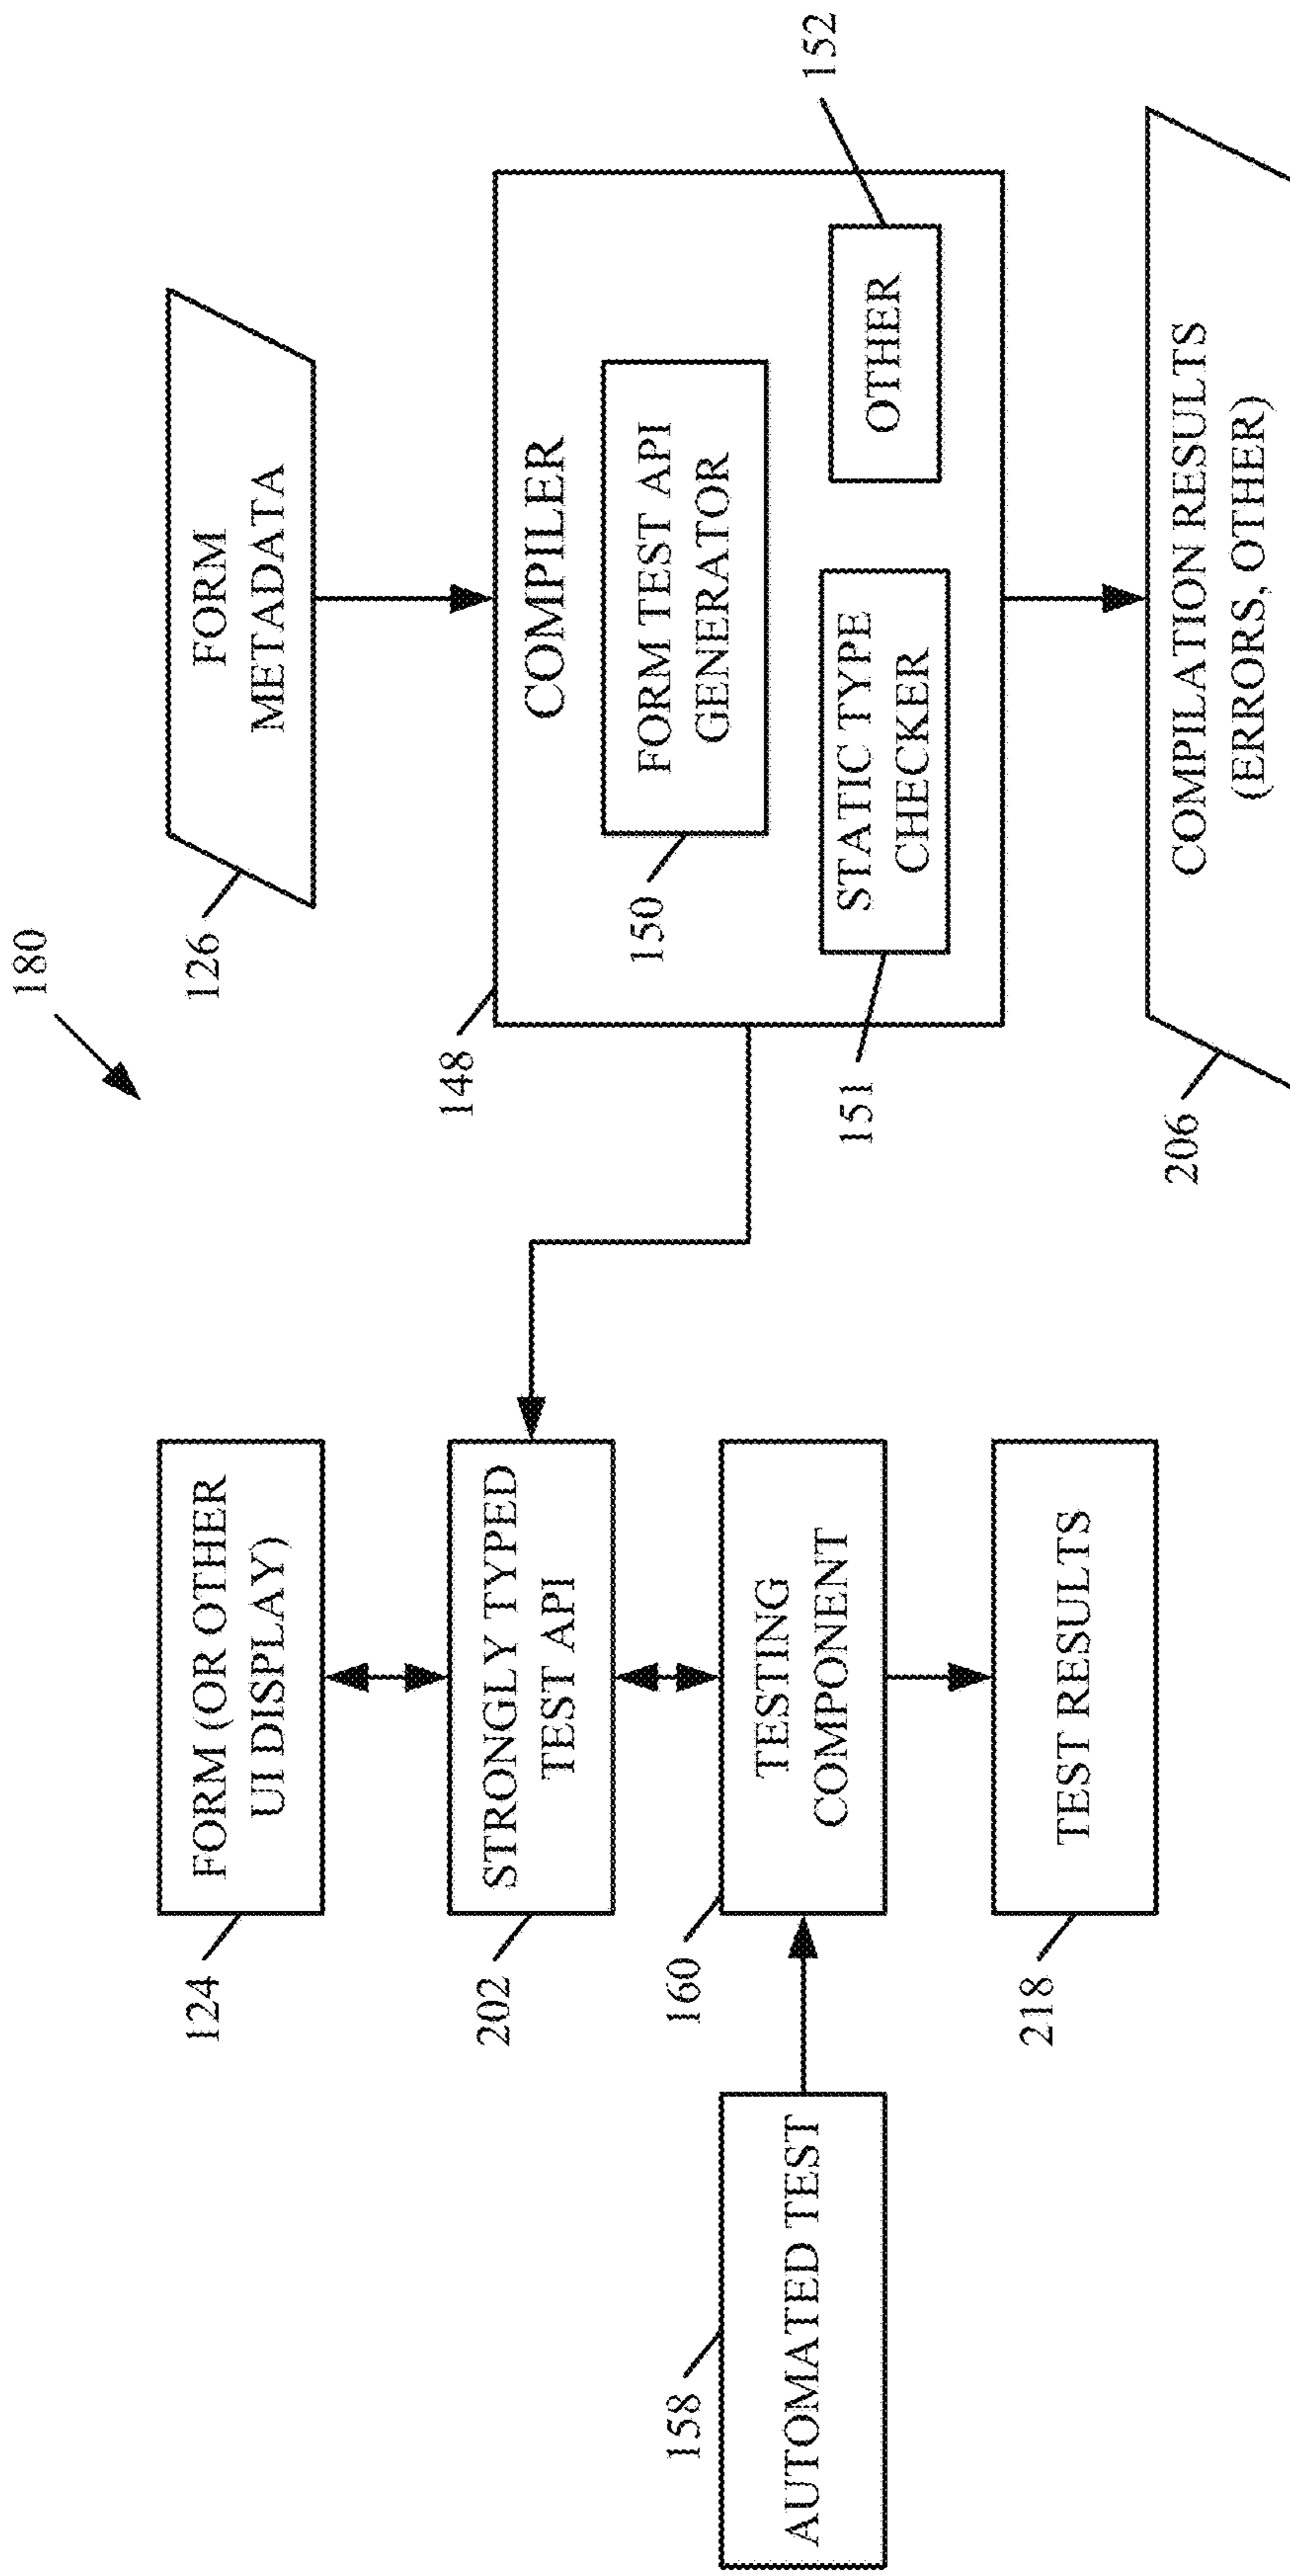 180
FORM (OR OTHER
UI DISPLAY)
124
FORM
METADATA
126
STRONGLY TYPED
TEST API
202
COMPILER
148
FORM TEST API
GENERATOR
150
STATIC TYPE
CHECKER
151
OTHER
152
AUTOMATED TEST
158
TESTING
COMPONENT
160
TEST RESULTS
218
COMPILATION RESULTS
(ERRORS, OTHER)
206